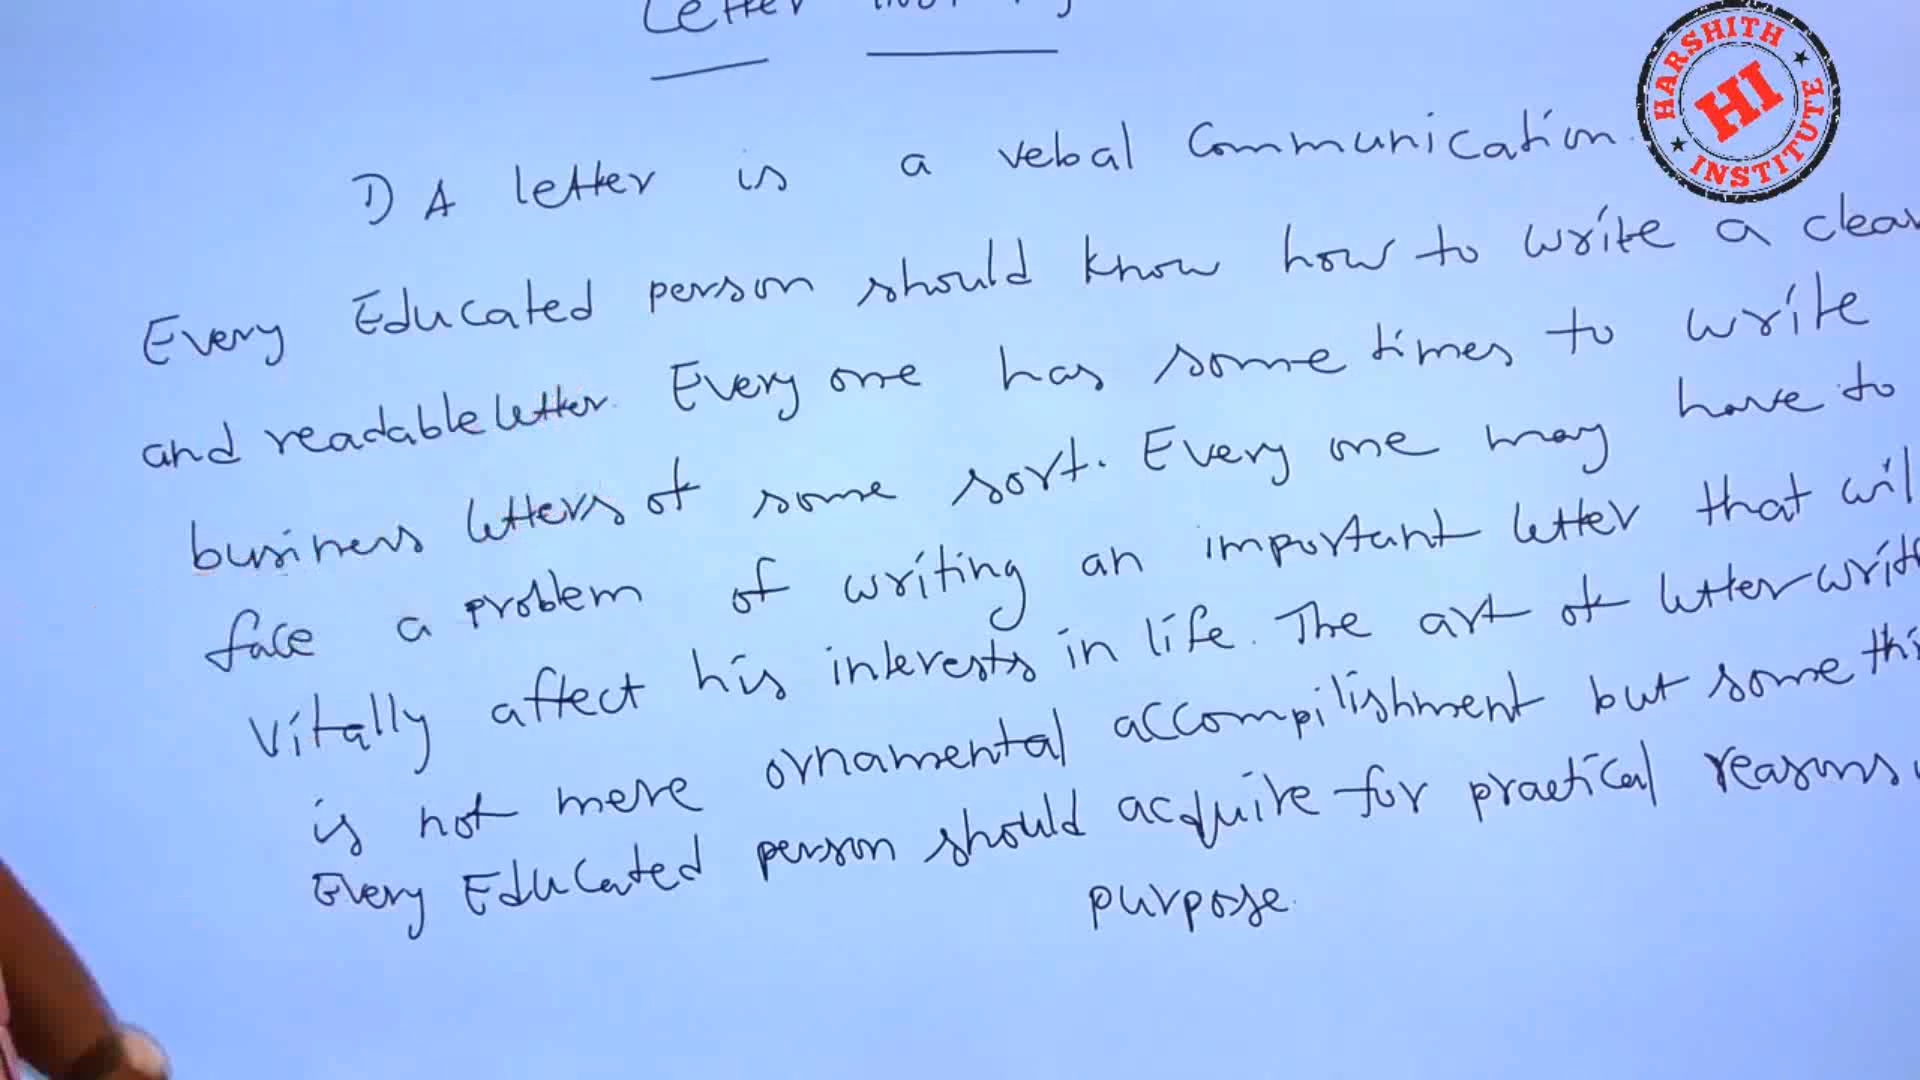 Letter
1) A letter is a vebal Communication.
Every Educated person should know how to write a clear
and readable letter. Every one has some times to write
business letters of some sort. Every one may have to
face a problem of writing an important letter that will
Vitally affect his interests in life. The art of letter
is not mere ornamental accompilishment but some
Every Educated person should acquire for practical reasons
purpose.
HARSHITH
HI
INSTITUTE